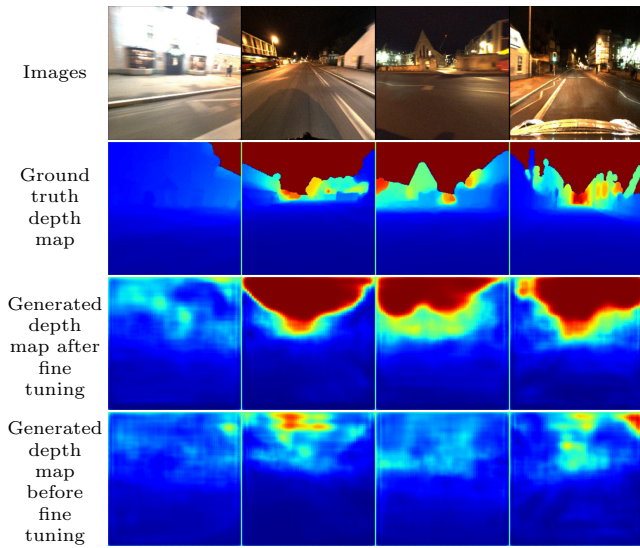 Images
Ground
truth
depth
map
Generated
depth
map after
fine
tuning
Generated
depth
map
before
fine
tuning